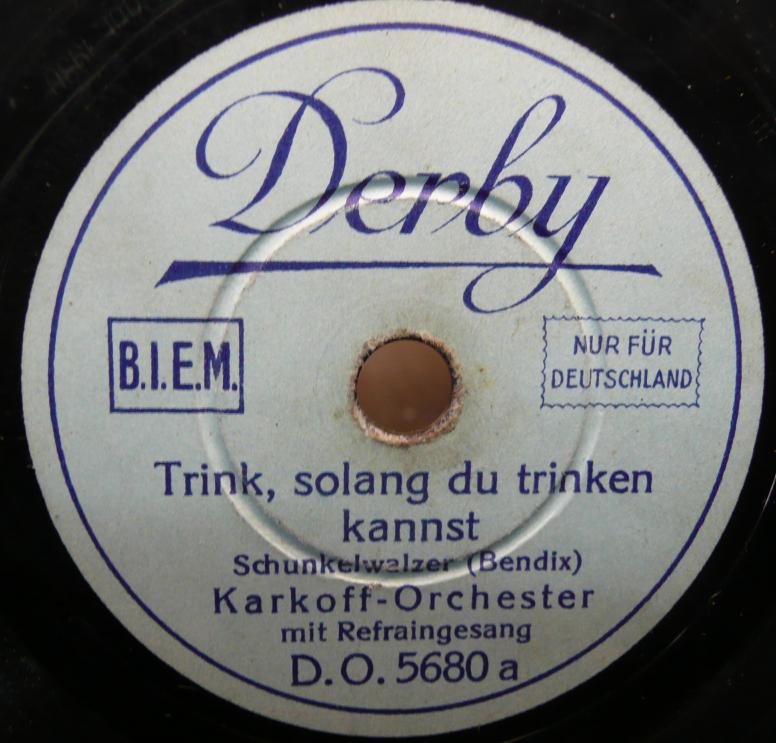 Derby
B.I.E.M.
NUR FÜR
DEUTSCHLAND
Trink, solang du trinken
kannst
Schunkelwalzer (Bendix)
Karkoff-Orchester
mit Refraingesang
D.O. 5680 a